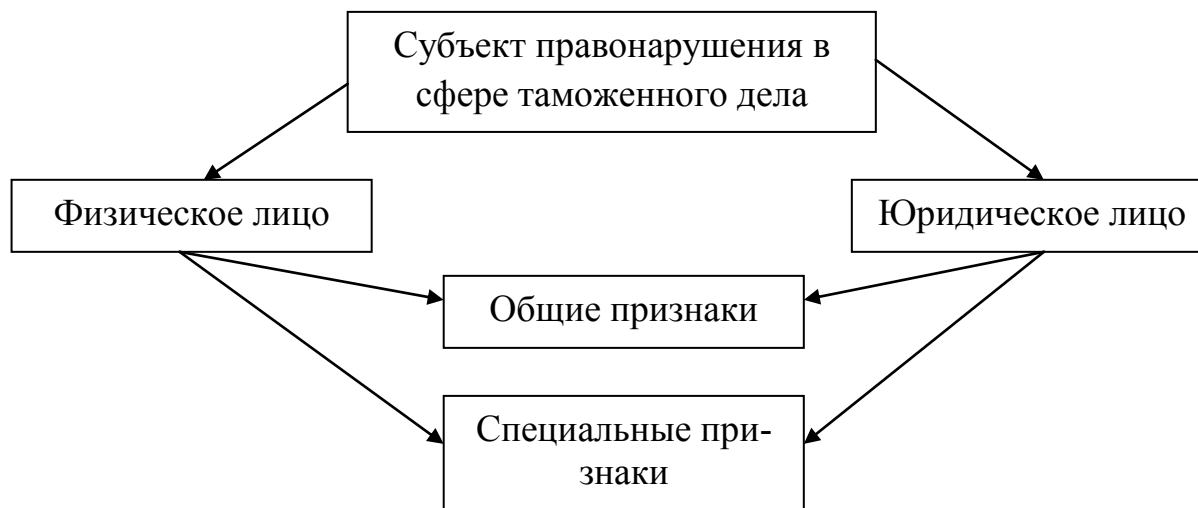 Субъект правонарушения в
сфере таможенного дела
Физическое лицо
Юридическое лицо
Общие признаки
Специальные при-
знаки